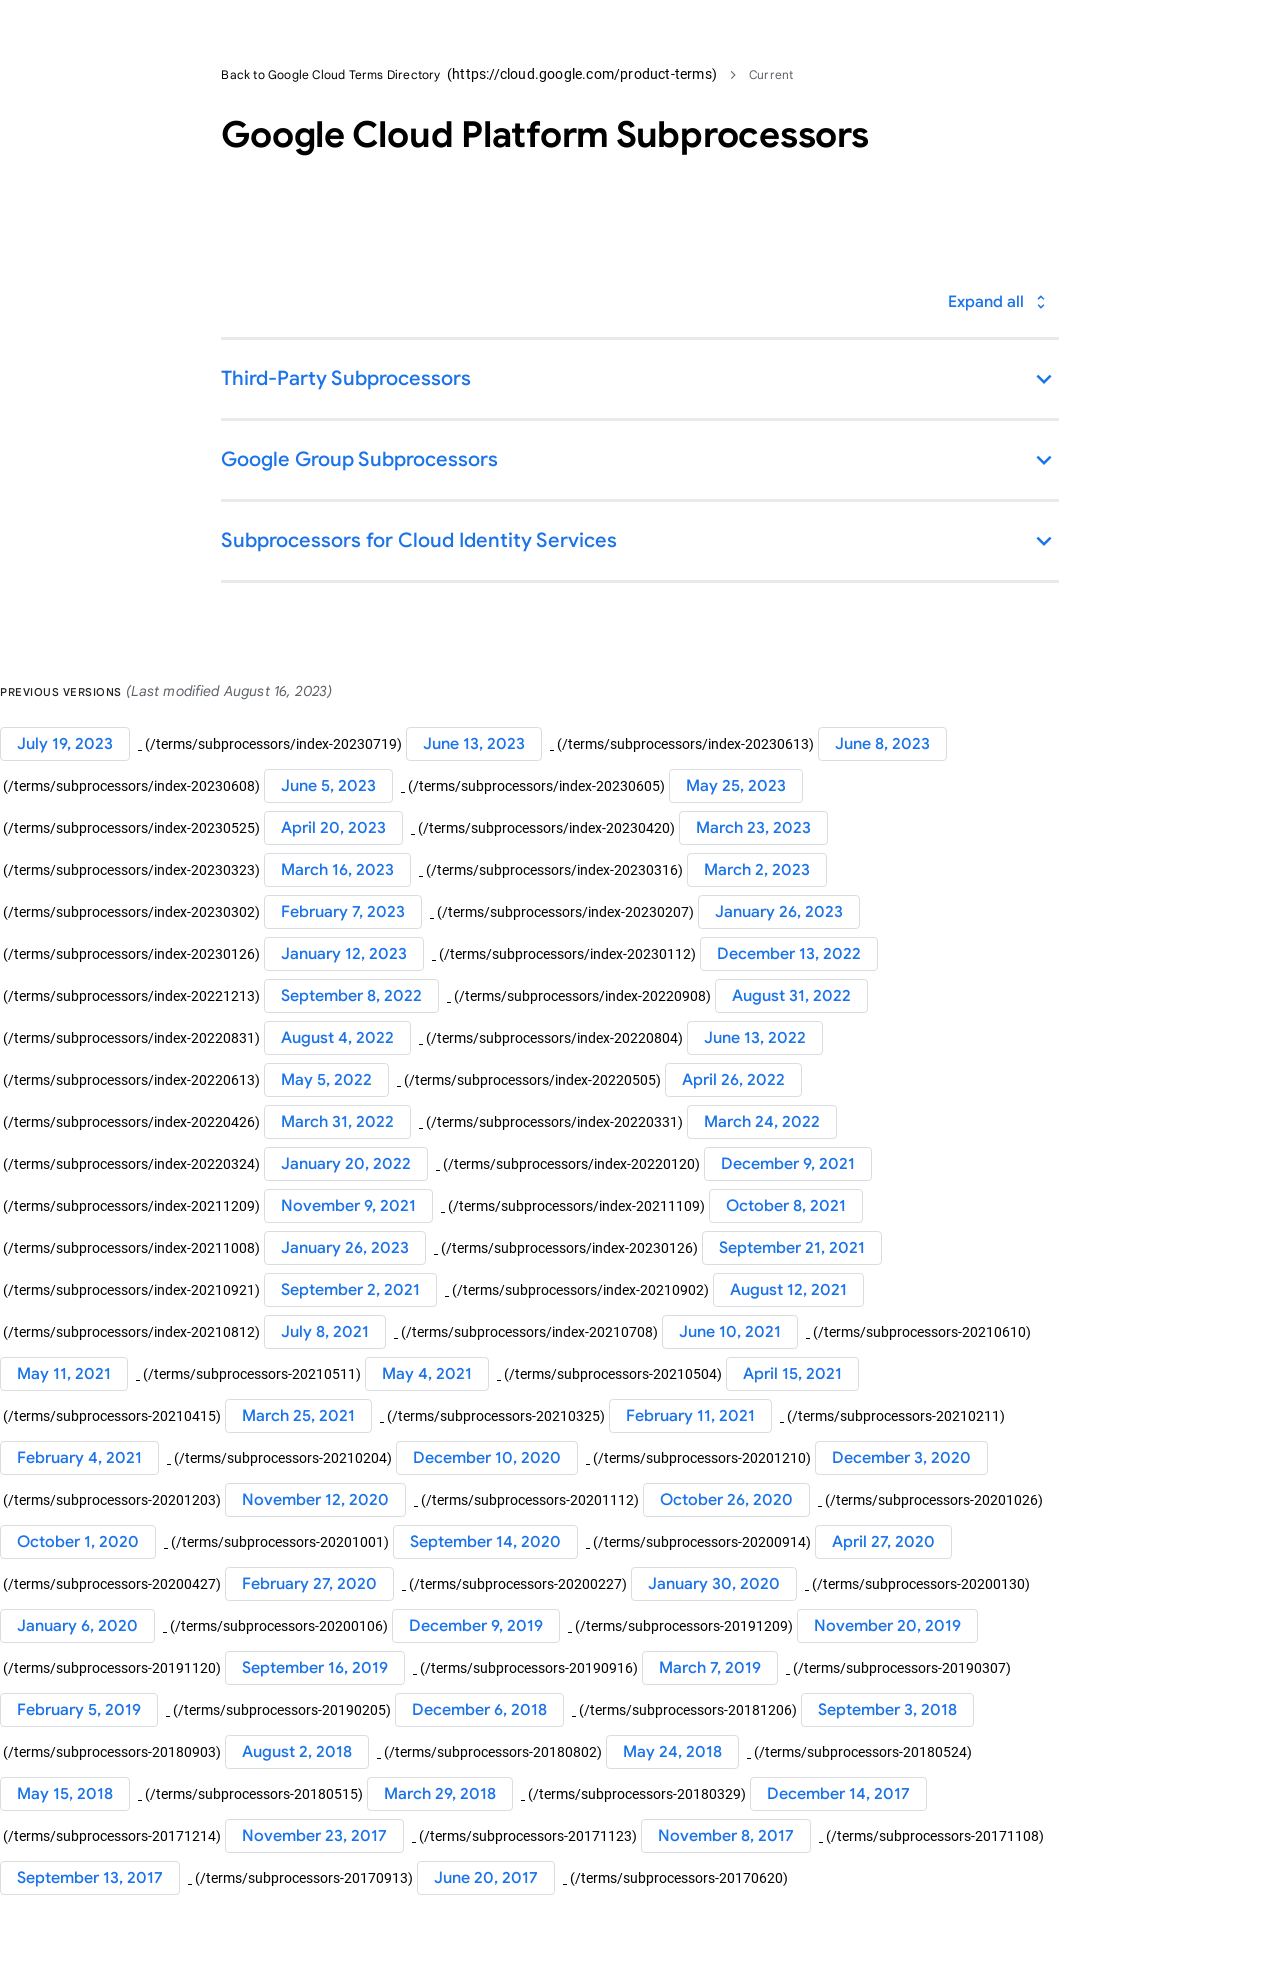 Back to Google Cloud Terms Directory (https://cloud.google.com/product-terms) > Current
Google Cloud Platform Subprocessors
Expand all
Third-Party Subprocessors
Google Group Subprocessors
Subprocessors for Cloud Identity Services
PREVIOUS VERSIONS (Last modified August 16, 2023)
July 19, 2023 (/terms/subprocessors/index-20230719) June 13, 2023 (/terms/subprocessors/index-20230613) June 8, 2023
(/terms/subprocessors/index-20230608) June 5, 2023 (/terms/subprocessors/index-20230605) May 25, 2023
(/terms/subprocessors/index-20230525) April 20, 2023 (/terms/subprocessors/index-20230420) March 23, 2023
(/terms/subprocessors/index-20230323) March 16, 2023 (/terms/subprocessors/index-20230316) March 2, 2023
(/terms/subprocessors/index-20230302) February 7, 2023 (/terms/subprocessors/index-20230207) January 26, 2023
(/terms/subprocessors/index-20230126) January 12, 2023 (/terms/subprocessors/index-20230112) December 13, 2022
(/terms/subprocessors/index-20221213) September 8, 2022 (/terms/subprocessors/index-20220908) August 31, 2022
(/terms/subprocessors/index-20220831) August 4, 2022 (/terms/subprocessors/index-20220804) June 13, 2022
(/terms/subprocessors/index-20220613) May 5, 2022 (/terms/subprocessors/index-20220505) April 26, 2022
(/terms/subprocessors/index-20220426) March 31, 2022 (/terms/subprocessors/index-20220331) March 24, 2022
(/terms/subprocessors/index-20220324) January 20, 2022 (/terms/subprocessors/index-20220120) December 9, 2021
(/terms/subprocessors/index-20211209) November 9, 2021 (/terms/subprocessors/index-20211109) October 8, 2021
(/terms/subprocessors/index-20211008) January 26, 2023 (/terms/subprocessors/index-20230126) September 21, 2021
(/terms/subprocessors/index-20210921) September 2, 2021 (/terms/subprocessors/index-20210902) August 12, 2021
(/terms/subprocessors/index-20210812) July 8, 2021 (/terms/subprocessors/index-20210708) June 10, 2021 (/terms/subprocessors-20210610)
May 11, 2021 (/terms/subprocessors-20210511) May 4, 2021 (/terms/subprocessors-20210504) April 15, 2021
(/terms/subprocessors-20210415) March 25, 2021 (/terms/subprocessors-20210325) February 11, 2021 (/terms/subprocessors-20210211)
February 4, 2021 (/terms/subprocessors-20210204) December 10, 2020 (/terms/subprocessors-20201210) December 3, 2020
(/terms/subprocessors-20201203) November 12, 2020 (/terms/subprocessors-20201112) October 26, 2020 (/terms/subprocessors-20201026)
October 1, 2020 (/terms/subprocessors-20201001) September 14, 2020 (/terms/subprocessors-20200914) April 27, 2020
(/terms/subprocessors-20200427) February 27, 2020 (/terms/subprocessors-20200227) January 30, 2020 (/terms/subprocessors-20200130)
January 6, 2020 (/terms/subprocessors-20200106) December 9, 2019 (/terms/subprocessors-20191209) November 20, 2019
(/terms/subprocessors-20191120) September 16, 2019 (/terms/subprocessors-20190916) March 7, 2019 (/terms/subprocessors-20190307)
February 5, 2019 (/terms/subprocessors-20190205) December 6, 2018 (/terms/subprocessors-20181206) September 3, 2018
(/terms/subprocessors-20180903) August 2, 2018 (/terms/subprocessors-20180802) May 24, 2018 (/terms/subprocessors-20180524)
May 15, 2018 (/terms/subprocessors-20180515) March 29, 2018 (/terms/subprocessors-20180329) December 14, 2017
(/terms/subprocessors-20171214) November 23, 2017 (/terms/subprocessors-20171123) November 8, 2017 (/terms/subprocessors-20171108)
September 13, 2017 (/terms/subprocessors-20170913) June 20, 2017 (/terms/subprocessors-20170620)